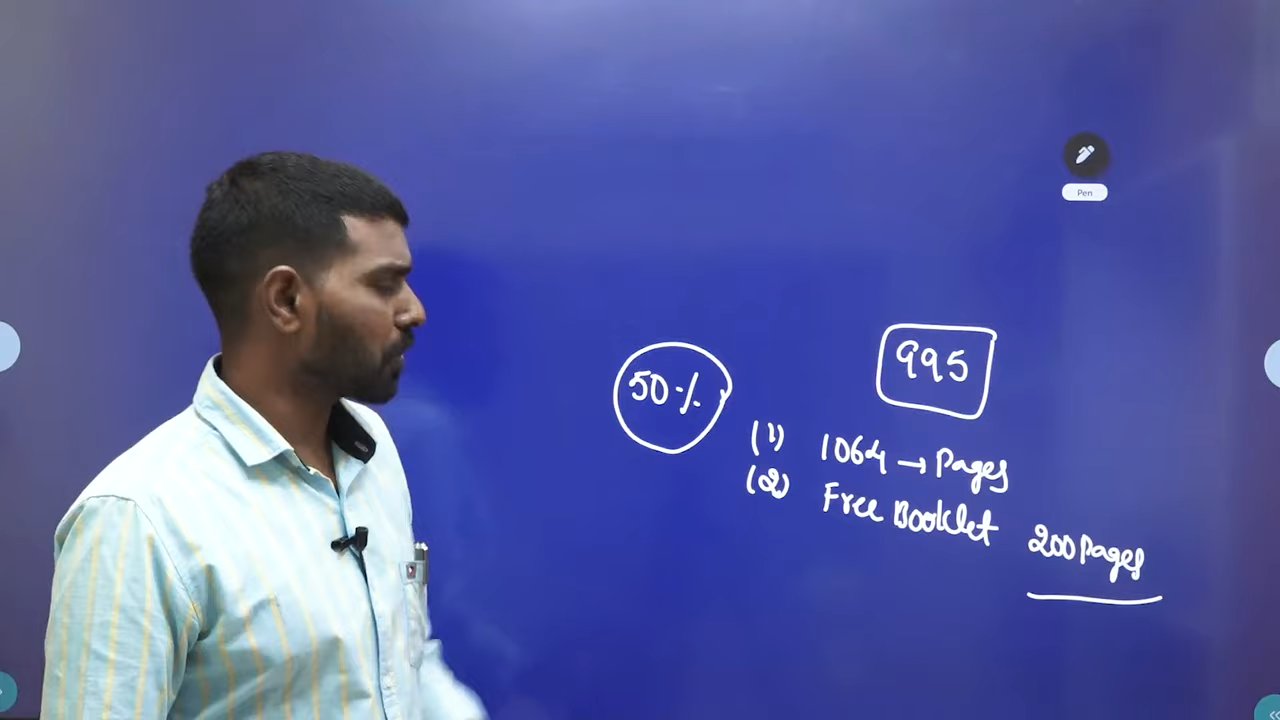 Pen
995
50%
(1) 1064 → Pages
(2) Free Booklet 200 Pages